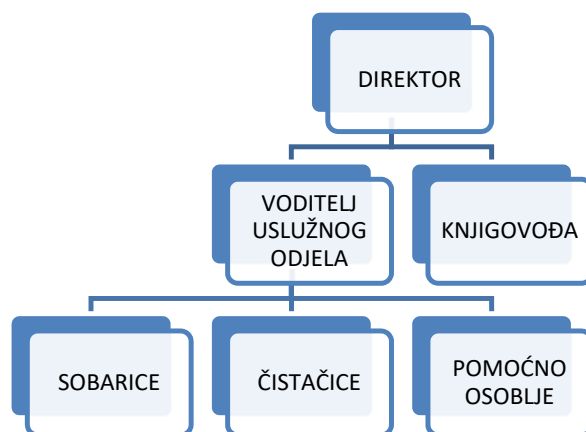 DIREKTOR
VODITELJ
USLUŽNOG
ODJELA
KNJIGOVOĐA
SOBARICE
ČISTAČICE
POMOĆNO
OSOBLJE